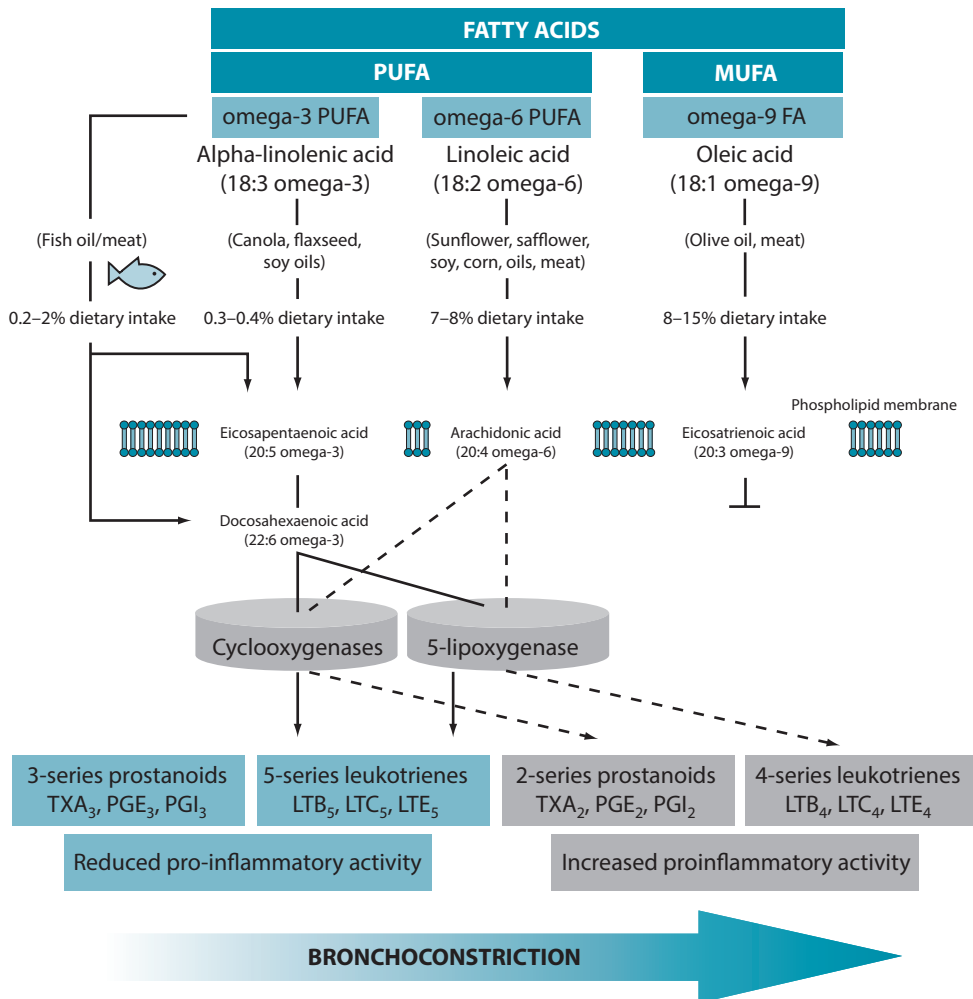 FATTY ACIDS
PUFA
MUFA
omega-3 PUFA
omega-6 PUFA
omega-9 FA
Alpha-linolenic acid
(18:3 omega-3)
Linoleic acid
(18:2 omega-6)
Oleic acid
(18:1 omega-9)
(Fish oil/meat)
(Canola, flaxseed,
soy oils)
(Sunflower, safflower,
soy, corn, oils, meat)
(Olive oil, meat)
0.2–2% dietary intake
0.3–0.4% dietary intake
7–8% dietary intake
8–15% dietary intake
Phospholipid membrane
Eicosapentaenoic acid
(20:5 omega-3)
Arachidonic acid
(20:4 omega-6)
Eicosatrienoic acid
(20:3 omega-9)
Docosahexaenoic acid
(22:6 omega-3)
Cyclooxygenases
5-lipoxygenase
3-series prostanoids
TXA₃, PGE₃, PGI₃
5-series leukotrienes
LTB₅, LTC₅, LTE₅
2-series prostanoids
TXA₂, PGE₂, PGI₂
4-series leukotrienes
LTB₄, LTC₄, LTE₄
Reduced pro-inflammatory activity
Increased proinflammatory activity
BRONCHOCONSTRICTION